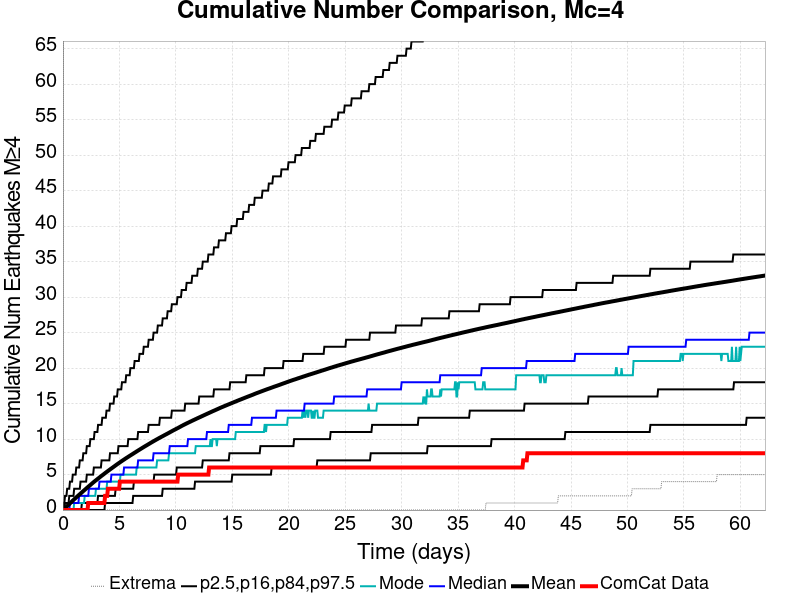 Cumulative Number Comparison, Mc=4
Cumulative Num Earthquakes M≥4
65
60
55
50
45
40
35
30
25
20
15
10
5
0
0 5 10 15 20 25 30 35 40 45 50 55 60
Time (days)
Extrema p2.5,p16,p84,p97.5 Mode Median Mean ComCat Data